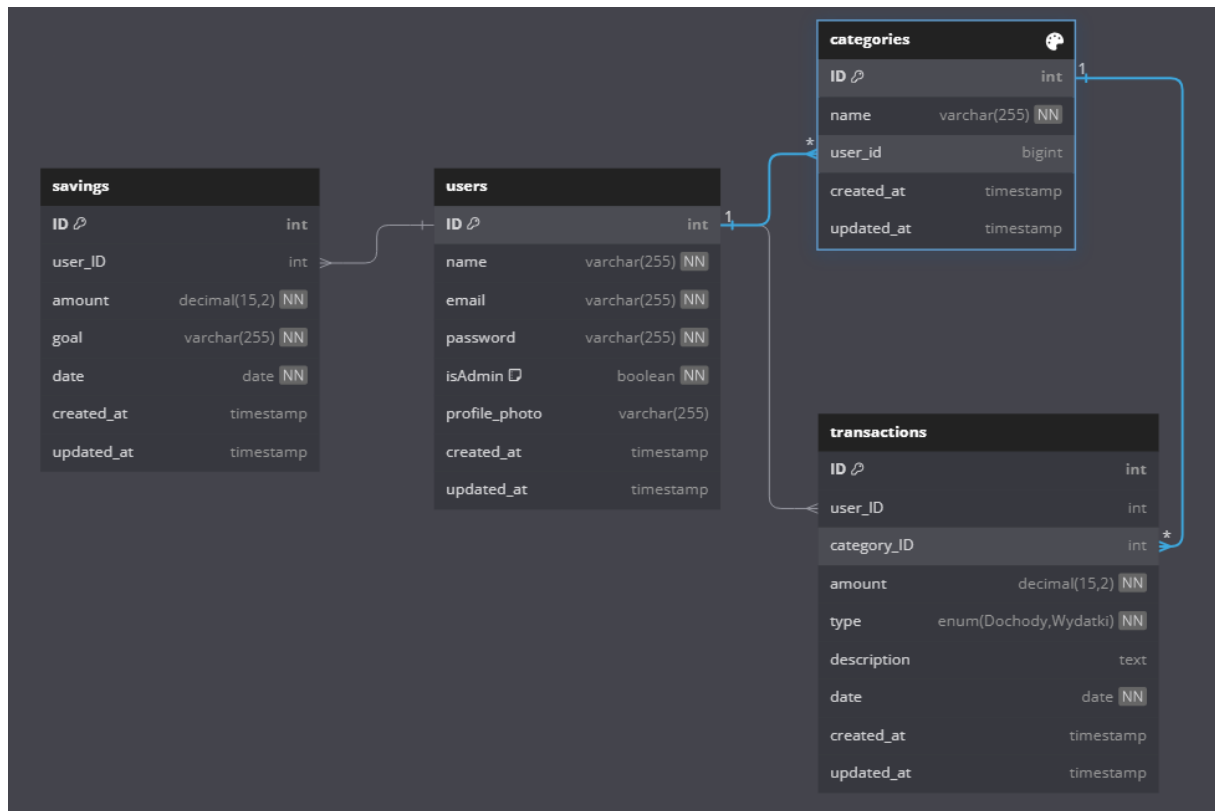 categories
ID int
name varchar(255) NN
user_id bigint
created_at timestamp
updated_at timestamp
1
*
savings
ID int
user_ID int
amount decimal(15,2) NN
goal varchar(255) NN
date date NN
created_at timestamp
updated_at timestamp
users
ID int
name varchar(255) NN
email varchar(255) NN
password varchar(255) NN
isAdmin boolean NN
profile_photo varchar(255)
created_at timestamp
updated_at timestamp
1
transactions
ID int
user_ID int
category_ID int
amount decimal(15,2) NN
type enum(Dochody,Wydatki) NN
description text
date date NN
created_at timestamp
updated_at timestamp
*